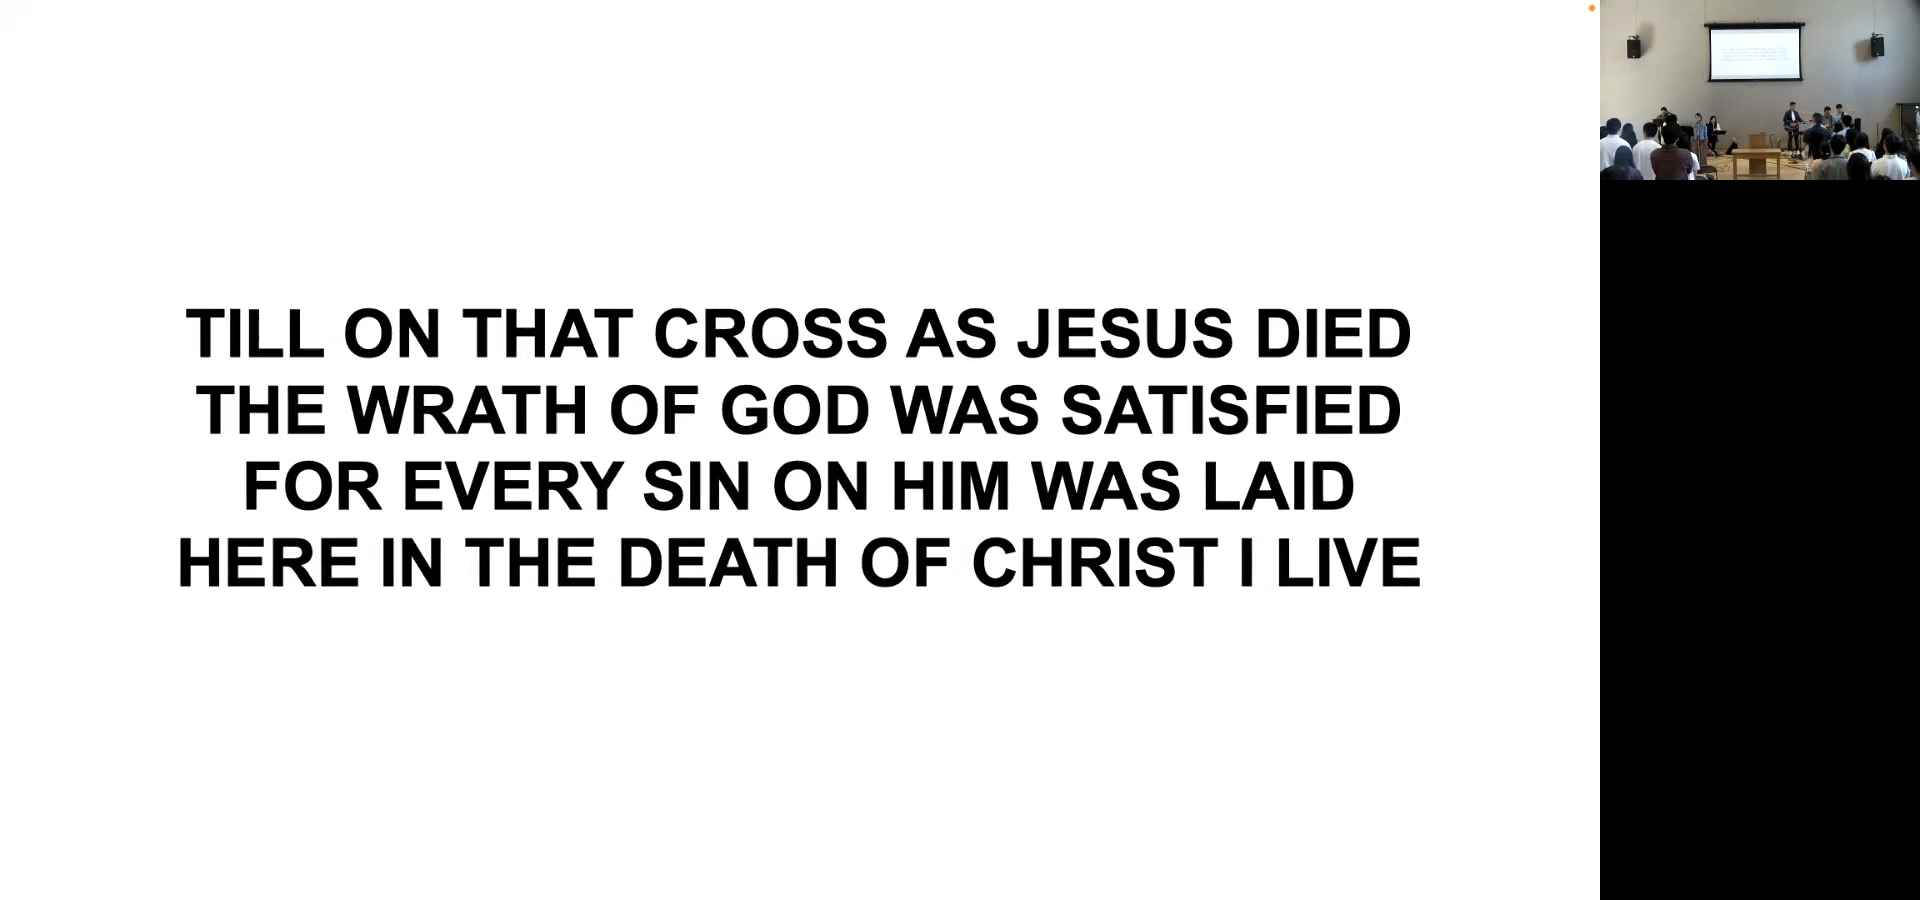 TILL ON THAT CROSS AS JESUS DIED
THE WRATH OF GOD WAS SATISFIED
FOR EVERY SIN ON HIM WAS LAID
HERE IN THE DEATH OF CHRIST I LIVE